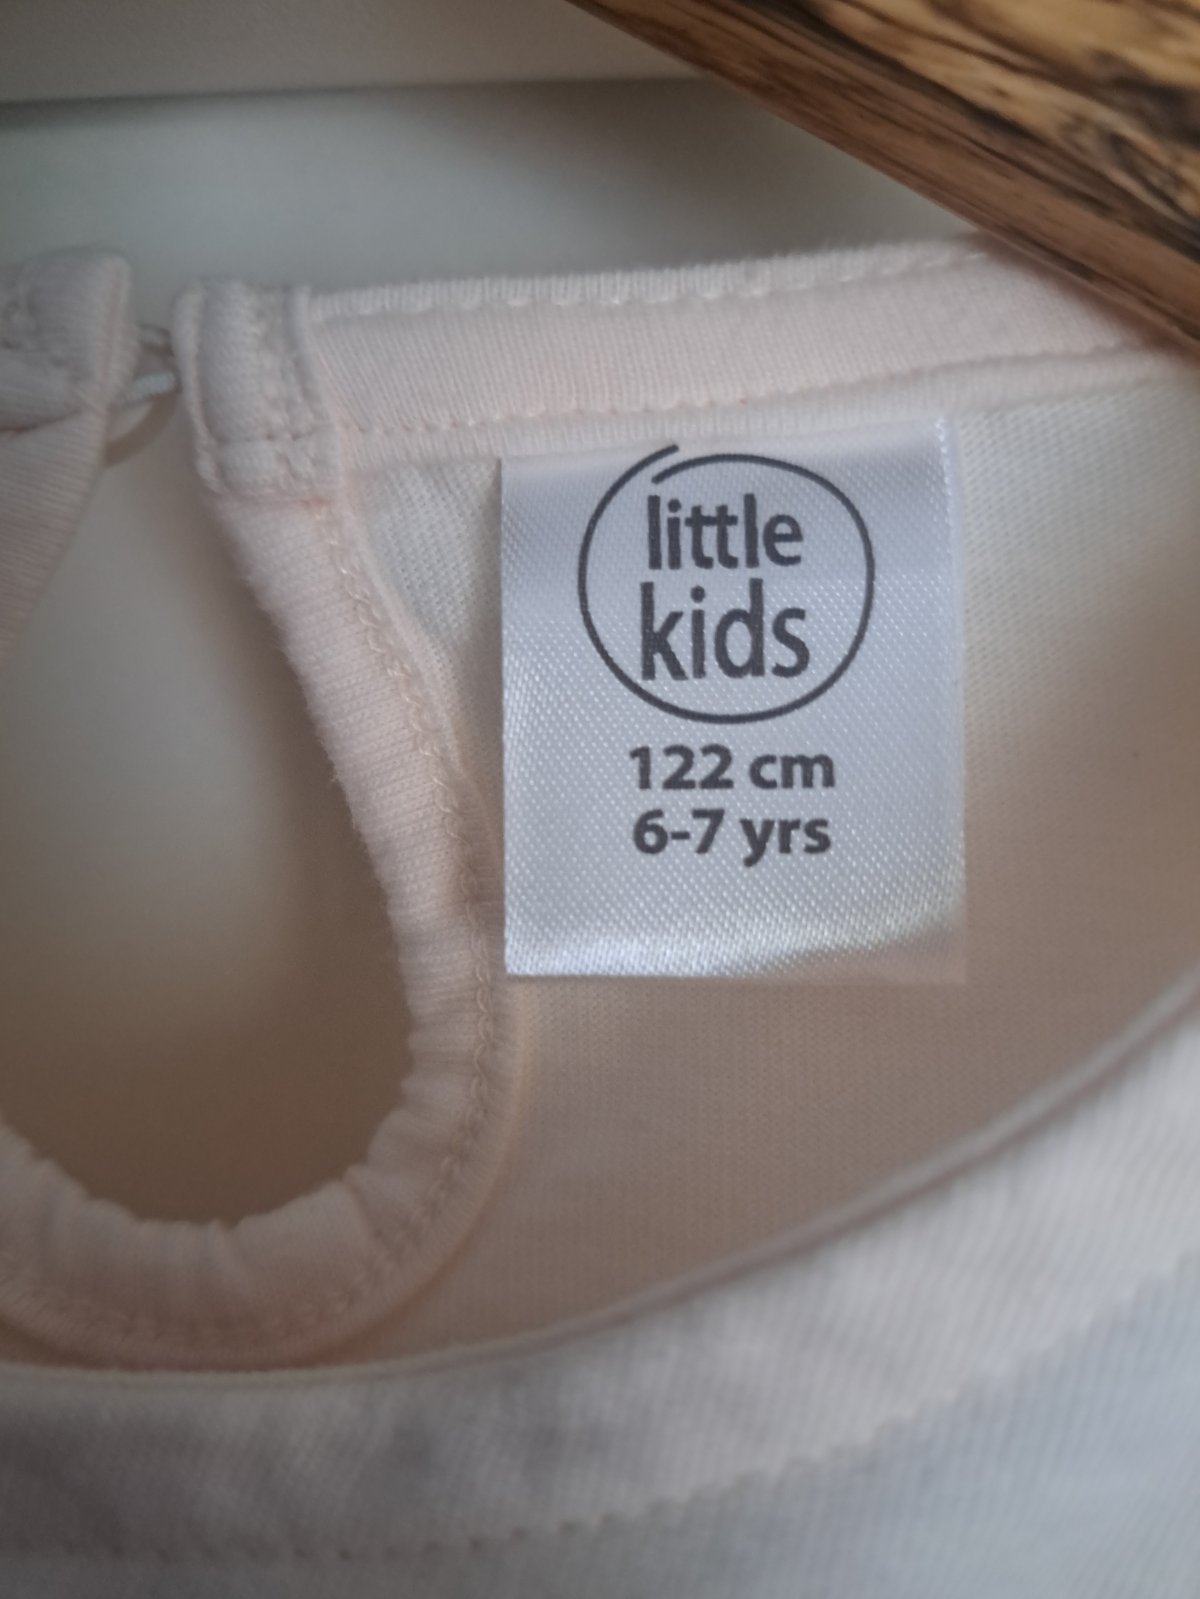 little
kids
122 cm
6-7 yrs